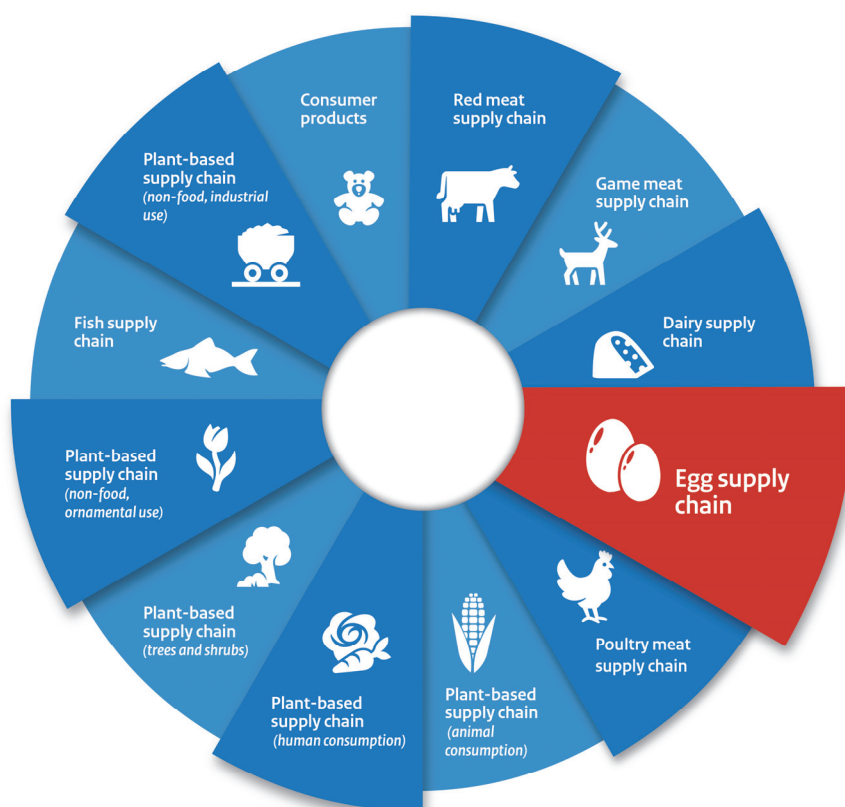 Consumer
products
Red meat
supply chain
Game meat
supply chain
Dairy supply
chain
Egg supply
chain
Poultry meat
supply chain
Plant-based
supply chain
(animal
consumption)
Plant-based
supply chain
(human consumption)
Plant-based
supply chain
(trees and shrubs)
Plant-based
supply chain
(non-food,
ornamental use)
Fish supply
chain
Plant-based
supply chain
(non-food, industrial
use)